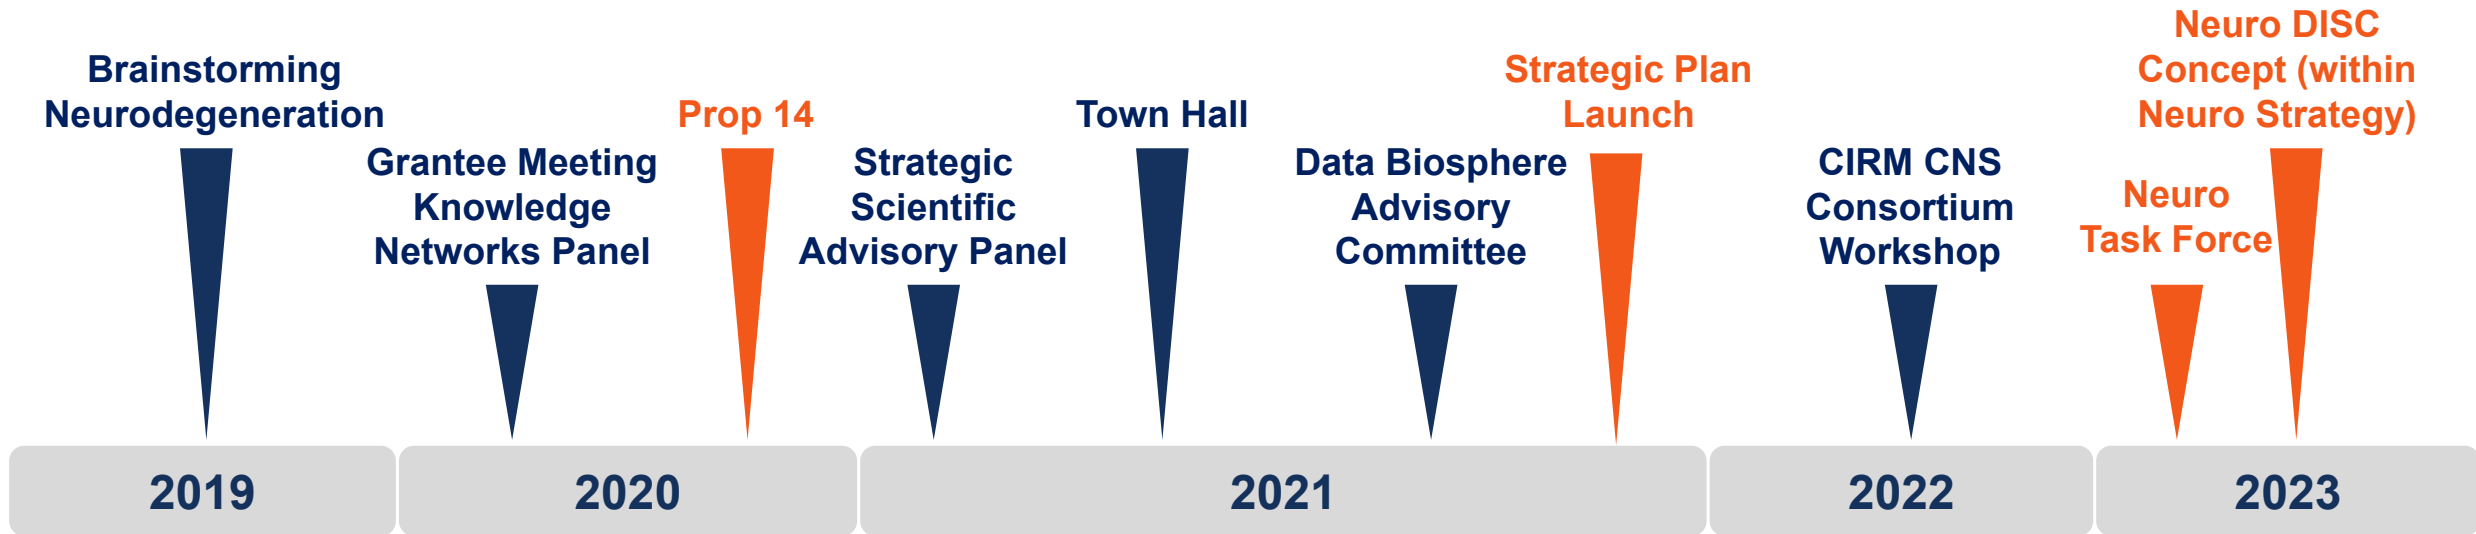 Brainstorming
Neurodegeneration
Grantee Meeting
Knowledge
Networks Panel
Prop 14
Strategic
Scientific
Advisory Panel
Town Hall
Data Biosphere
Advisory
Committee
Strategic Plan
Launch
CIRM CNS
Consortium
Workshop
Neuro
Task Force
Neuro DISC
Concept (within
Neuro Strategy)
2019
2020
2021
2022
2023